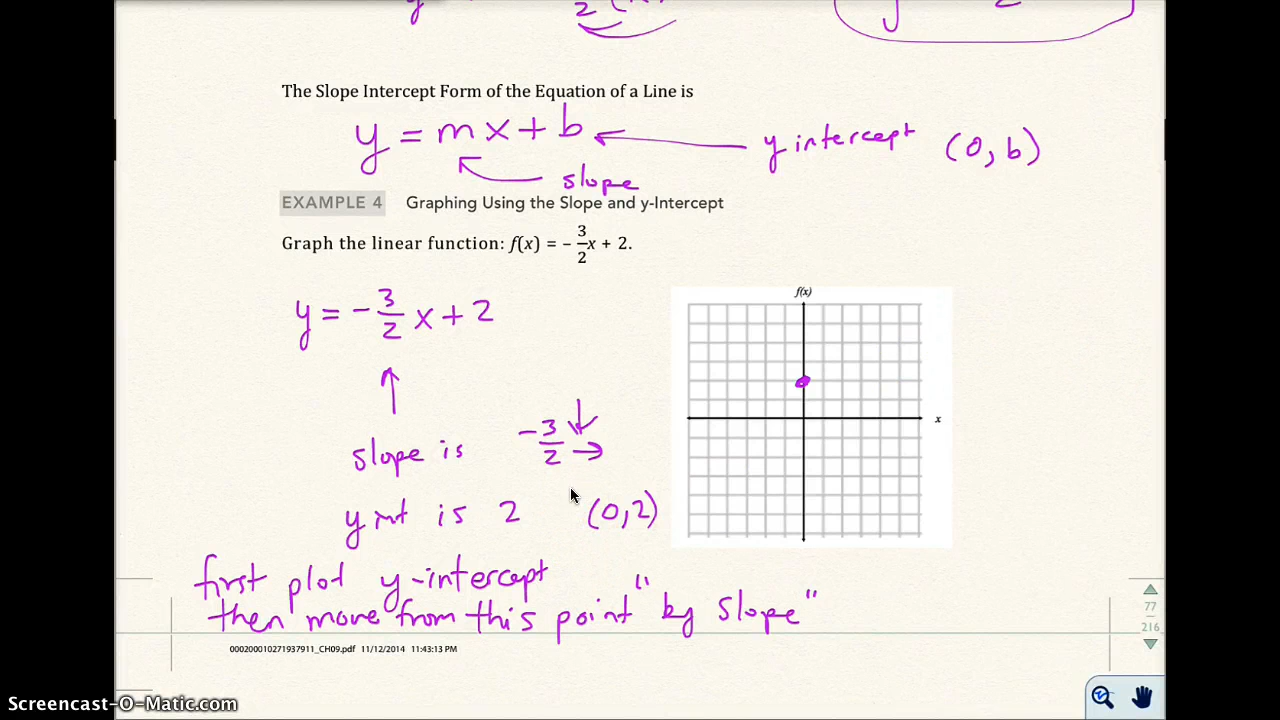 y 2 (
The Slope Intercept Form of the Equation of a Line is
y = mx + b ← y intercept (0, b)
slope
EXAMPLE 4 Graphing Using the Slope and y-Intercept
Graph the linear function: f(x) = – 3/2 x + 2.
f(x)
y = - 3/2 x + 2
x
slope is -3/2 ↓ →
y int is 2 (0,2)
first plot y-intercept
then move from this point "by slope"
77
216
000200010271937911_CH09.pdf 11/12/2014 11:43:13 PM
Screencast-O-Matic.com